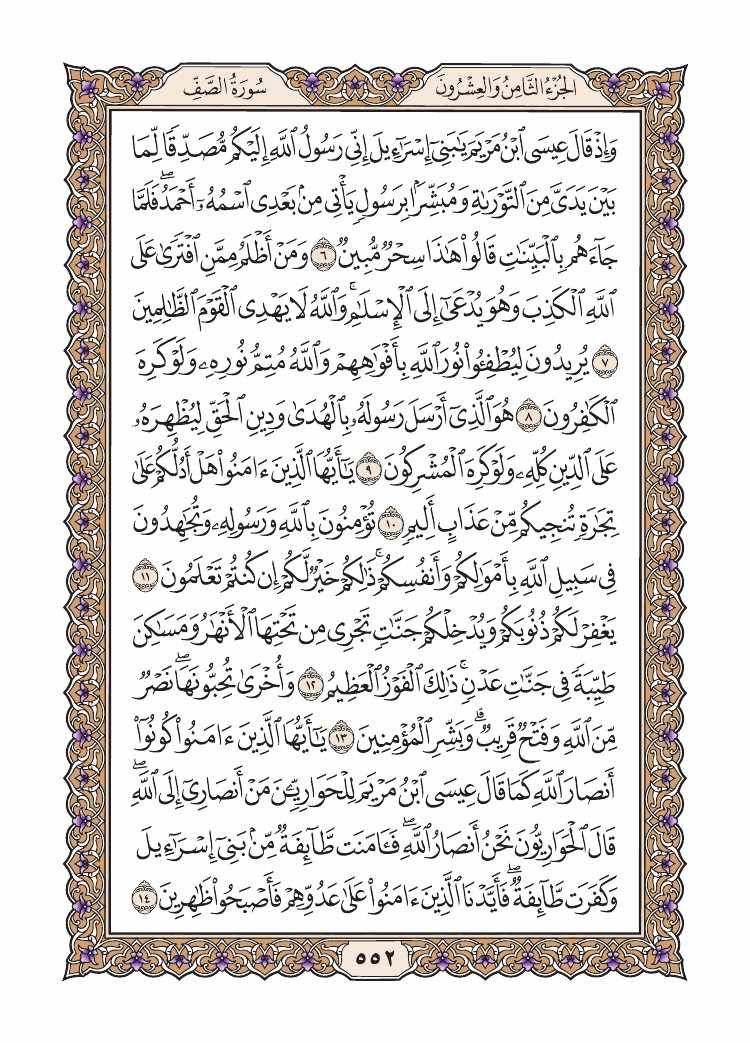 الجُزْءُ الثَّامِنُ وَالعِشْرُونَ
سُورَةُ الصَّفِّ
وَإِذْ قَالَ عِيسَى ٱبْنُ مَرْيَمَ يَٰبَنِىٓ إِسْرَٰٓءِيلَ إِنِّى رَسُولُ ٱللَّهِ إِلَيْكُم مُّصَدِّقًا لِّمَا
بَيْنَ يَدَىَّ مِنَ ٱلتَّوْرَىٰةِ وَمُبَشِّرًۢا بِرَسُولٍ يَأْتِى مِنۢ بَعْدِى ٱسْمُهُۥٓ أَحْمَدُۖ فَلَمَّا
جَآءَهُم بِٱلْبَيِّنَٰتِ قَالُوا۟ هَٰذَا سِحْرٌ مُّبِينٌ ٦ وَمَنْ أَظْلَمُ مِمَّنِ ٱفْتَرَىٰ عَلَى
ٱللَّهِ ٱلْكَذِبَ وَهُوَ يُدْعَىٰٓ إِلَى ٱلْإِسْلَٰمِۚ وَٱللَّهُ لَا يَهْدِى ٱلْقَوْمَ ٱلظَّٰلِمِينَ
٧ يُرِيدُونَ لِيُطْفِـُٔوا۟ نُورَ ٱللَّهِ بِأَفْوَٰهِهِمْ وَٱللَّهُ مُتِمُّ نُورِهِۦ وَلَوْ كَرِهَ
ٱلْكَٰفِرُونَ ٨ هُوَ ٱلَّذِىٓ أَرْسَلَ رَسُولَهُۥ بِٱلْهُدَىٰ وَدِينِ ٱلْحَقِّ لِيُظْهِرَهُۥ
عَلَى ٱلدِّينِ كُلِّهِۦ وَلَوْ كَرِهَ ٱلْمُشْرِكُونَ ٩ يَٰٓأَيُّهَا ٱلَّذِينَ ءَامَنُوا۟ هَلْ أَدُلُّكُمْ عَلَىٰ
تِجَٰرَةٍ تُنجِيكُم مِّنْ عَذَابٍ أَلِيمٍ ١٠ تُؤْمِنُونَ بِٱللَّهِ وَرَسُولِهِۦ وَتُجَٰهِدُونَ
فِى سَبِيلِ ٱللَّهِ بِأَمْوَٰلِكُمْ وَأَنفُسِكُمْۚ ذَٰلِكُمْ خَيْرٌ لَّكُمْ إِن كُنتُمْ تَعْلَمُونَ ١١
يَغْفِرْ لَكُمْ ذُنُوبَكُمْ وَيُدْخِلْكُمْ جَنَّٰتٍ تَجْرِى مِن تَحْتِهَا ٱلْأَنْهَٰرُ وَمَسَٰكِنَ
طَيِّبَةً فِى جَنَّٰتِ عَدْنٍۚ ذَٰلِكَ ٱلْفَوْزُ ٱلْعَظِيمُ ١٢ وَأُخْرَىٰ تُحِبُّونَهَاۖ نَصْرٌ
مِّنَ ٱللَّهِ وَفَتْحٌ قَرِيبٌۗ وَبَشِّرِ ٱلْمُؤْمِنِينَ ١٣ يَٰٓأَيُّهَا ٱلَّذِينَ ءَامَنُوا۟ كُونُوٓا۟
أَنصَارَ ٱللَّهِ كَمَا قَالَ عِيسَى ٱبْنُ مَرْيَمَ لِلْحَوَارِيِّـۧنَ مَنْ أَنصَارِىٓ إِلَى ٱللَّهِۖ
قَالَ ٱلْحَوَارِيُّونَ نَحْنُ أَنصَارُ ٱللَّهِۖ فَـَٔامَنَت طَّآئِفَةٌ مِّنۢ بَنِىٓ إِسْرَٰٓءِيلَ
وَكَفَرَت طَّآئِفَةٌۖ فَأَيَّدْنَا ٱلَّذِينَ ءَامَنُوا۟ عَلَىٰ عَدُوِّهِمْ فَأَصْبَحُوا۟ ظَٰهِرِينَ ١٤
٥٥٢